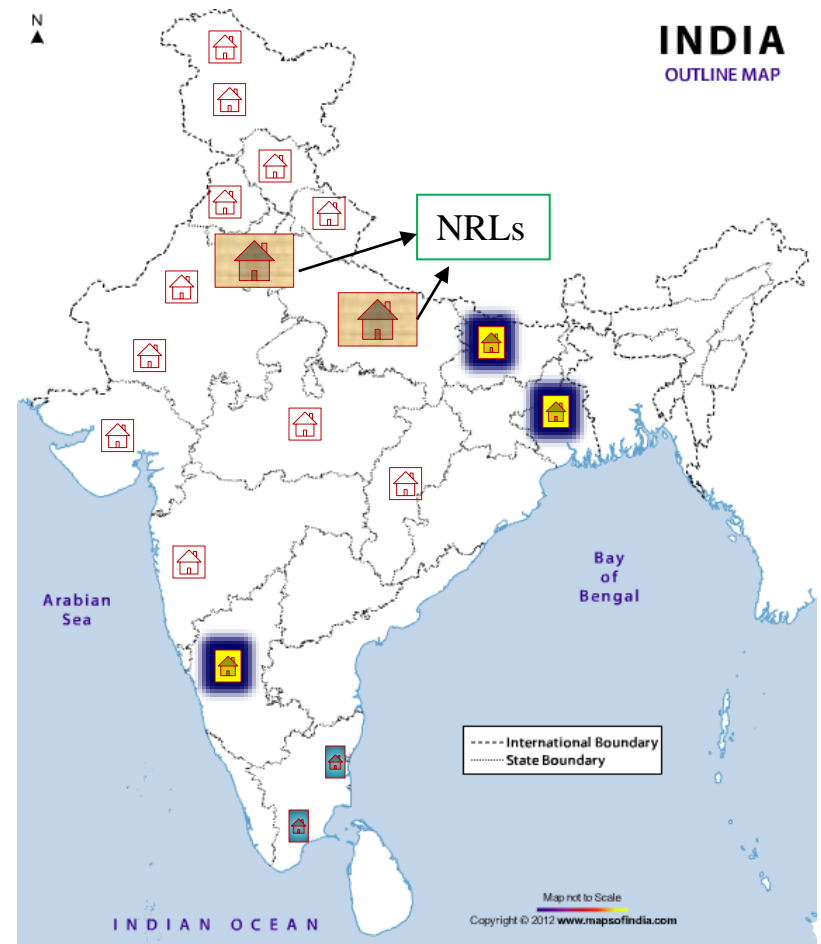 N
INDIA
OUTLINE MAP
NRLs
Bay
of
Bengal
Arabian
Sea
International Boundary
State Boundary
Map not to Scale
Copyright © 2012 www.mapsofindia.com
INDIAN OCEAN